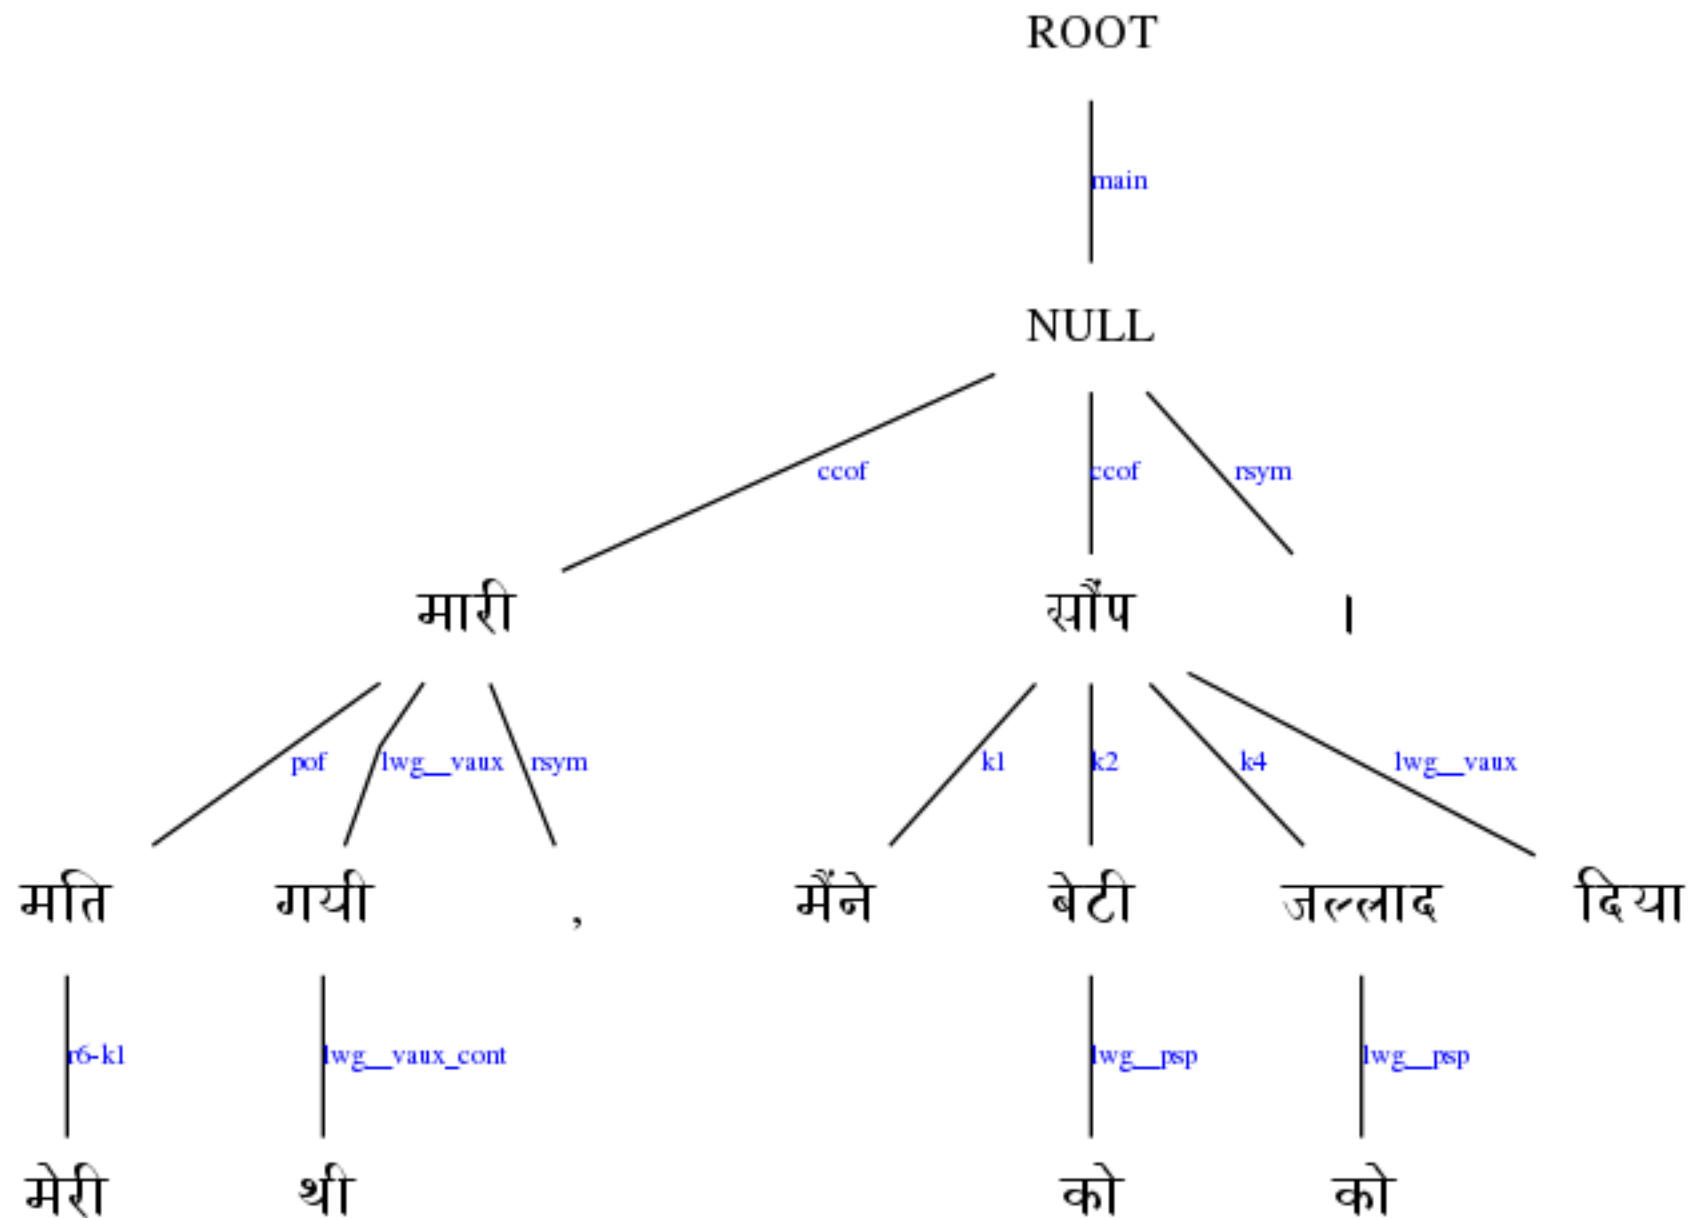 ROOT
main
NULL
ccof ccof rsym
मारी सौंप ।
pof lwg__vaux rsym k1 k2 k4 lwg__vaux
मति गयी , मैंने बेटी जल्लाद दिया
r6-k1 lwg__vaux_cont lwg__psp lwg__psp
मेरी थी को को